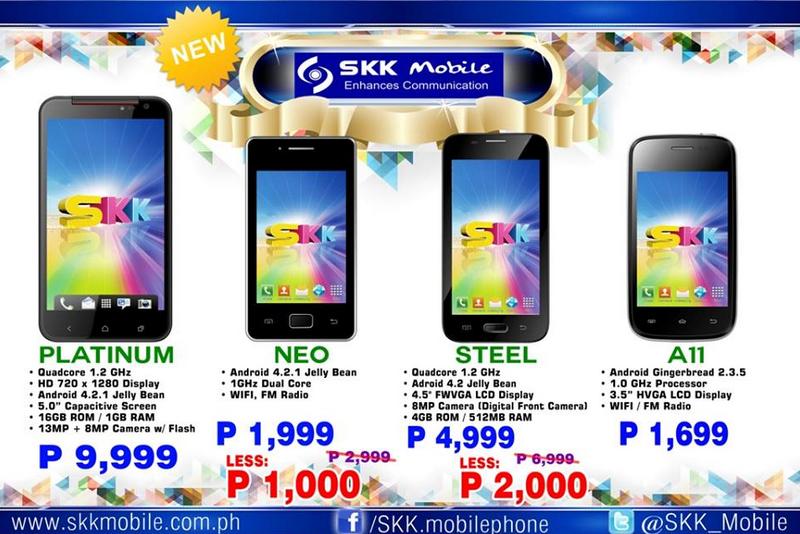 NEW
SKK Mobile
Enhances Communication
SKK
SKK
SKK
SKK
PLATINUM
• Quadcore 1.2 GHz
• HD 720 x 1280 Display
• Android 4.2.1 Jelly Bean
• 5.0" Capacitive Screen
• 16GB ROM / 1GB RAM
• 13MP + 8MP Camera w/ Flash
P 9,999
NEO
• Android 4.2.1 Jelly Bean
• 1GHz Dual Core
• WIFI, FM Radio
P 1,999
P 2,999
LESS:
P 1,000
STEEL
• Quadcore 1.2 GHz
• Adroid 4.2 Jelly Bean
• 4.5" FWVGA LCD Display
• 8MP Camera (Digital Front Camera)
• 4GB ROM / 512MB RAM
P 4,999
P 6,999
LESS:
P 2,000
A11
• Android Gingerbread 2.3.5
• 1.0 GHz Processor
• 3.5" HVGA LCD Display
• WIFI / FM Radio
P 1,699
www.skkmobile.com.ph
f /SKK.mobilephone
@SKK_Mobile